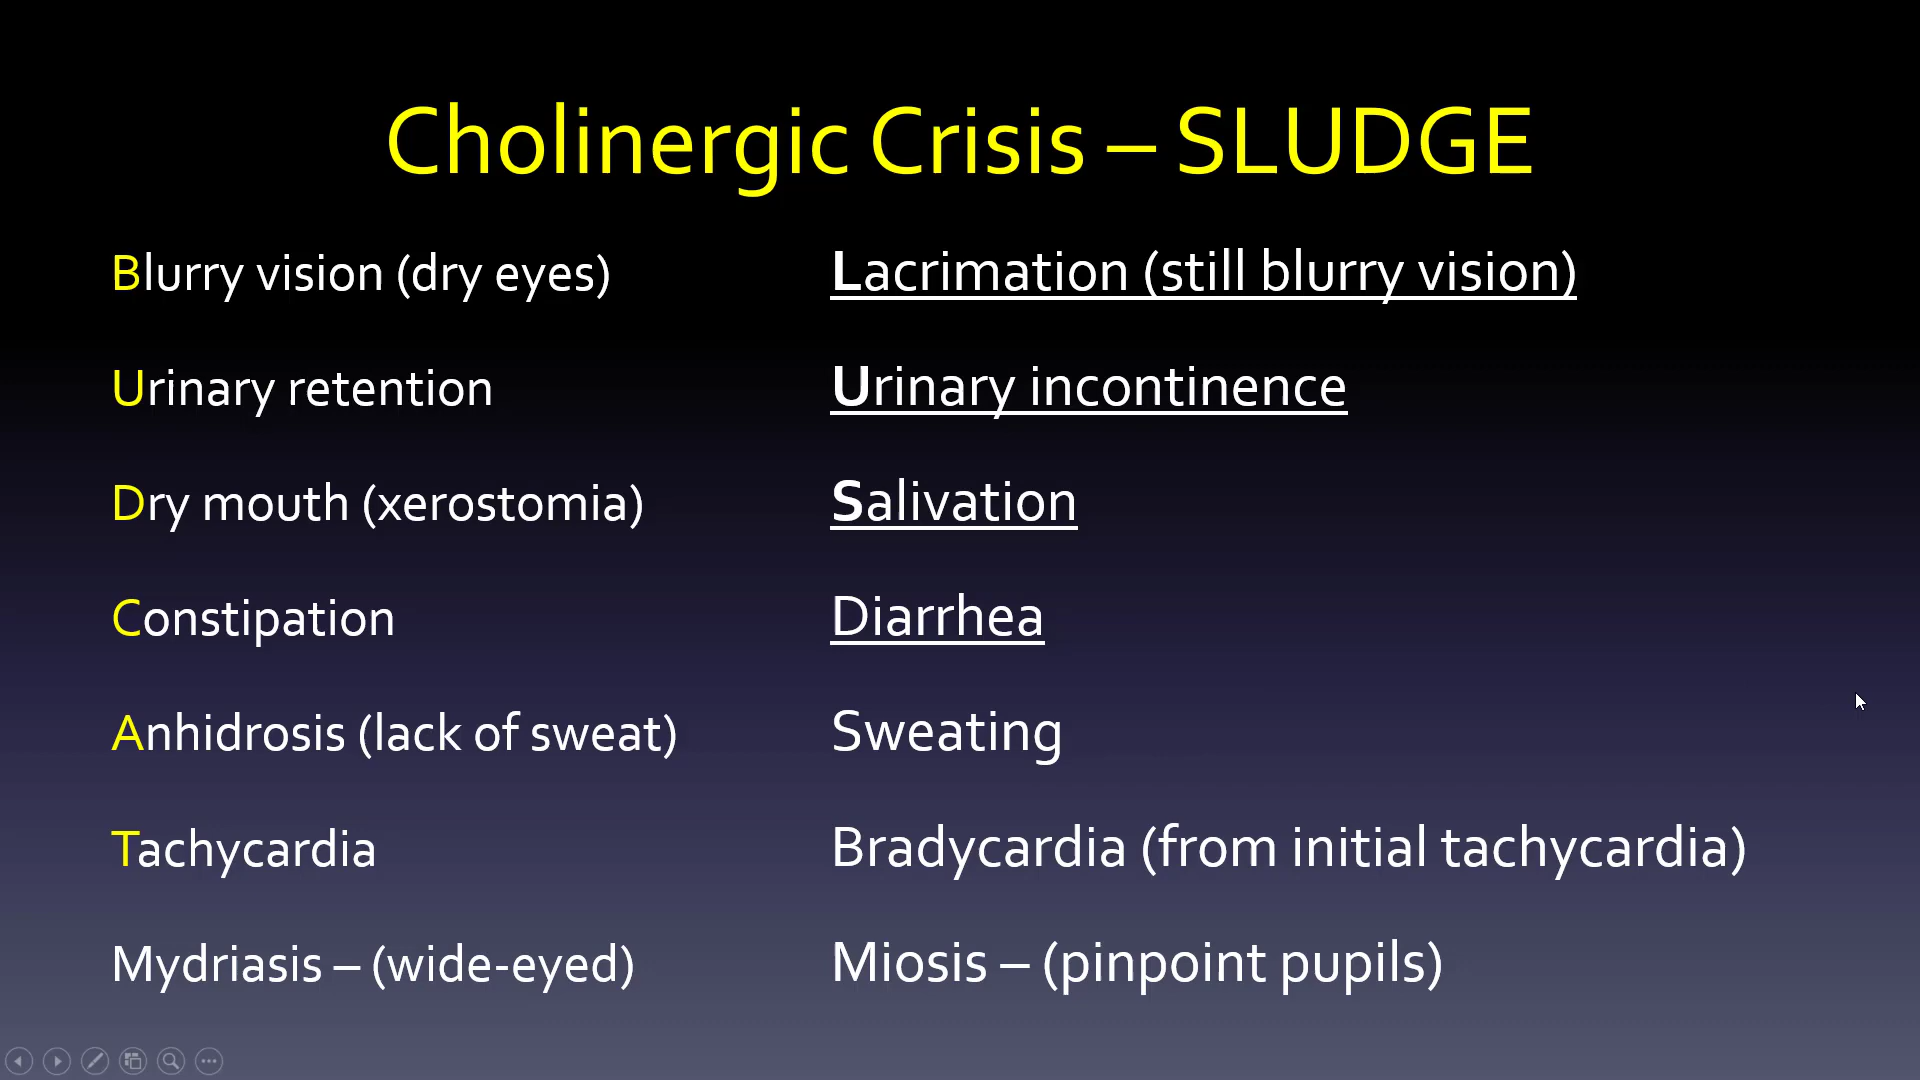 Cholinergic Crisis – SLUDGE
Blurry vision (dry eyes)
Lacrimation (still blurry vision)
Urinary retention
Urinary incontinence
Dry mouth (xerostomia)
Salivation
Constipation
Diarrhea
Anhidrosis (lack of sweat)
Sweating
Tachycardia
Bradycardia (from initial tachycardia)
Mydriasis – (wide-eyed)
Miosis – (pinpoint pupils)